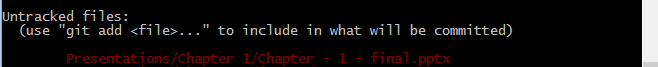 Untracked files:
(use "git add <file>..." to include in what will be committed)
Presentations/Chapter 1/Chapter - 1 - final.pptx